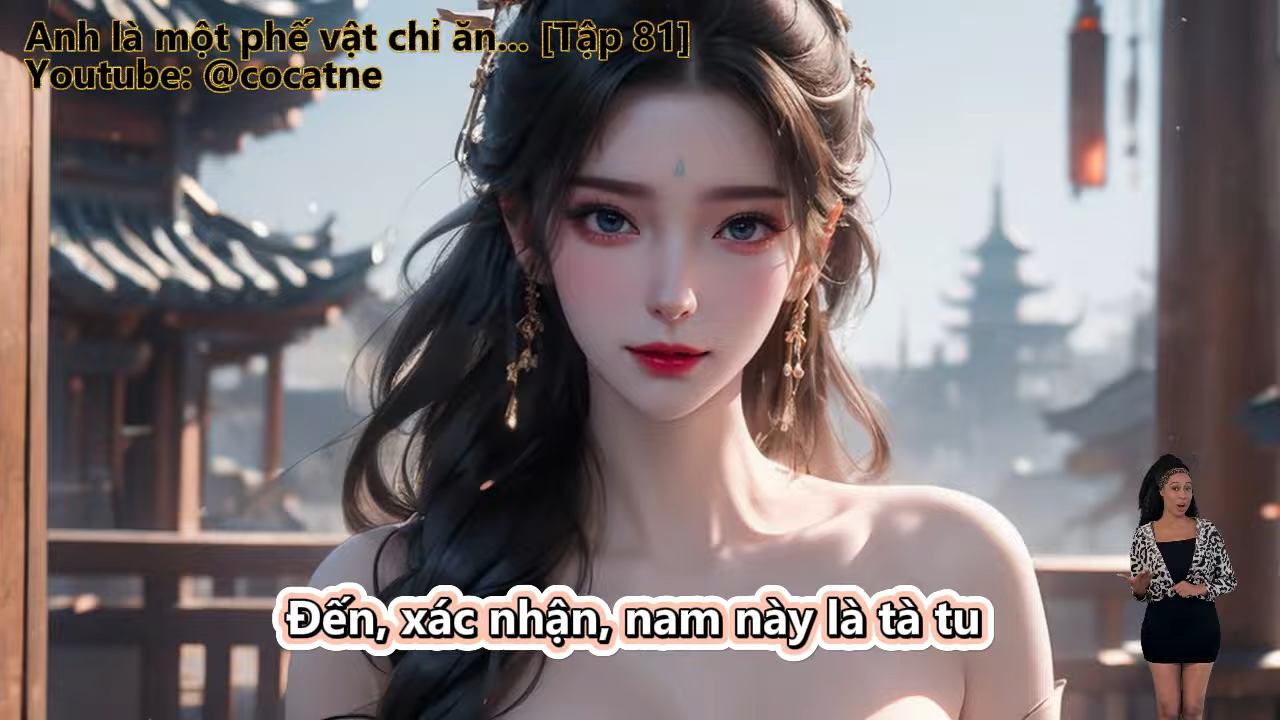 Anh là một phế vật chỉ ăn... [Tập 81]
Youtube: @cocatne
Đến, xác nhận, nam này là tà tu